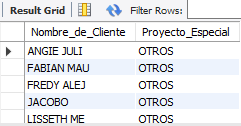 Result Grid Filter Rows:
Nombre_de_Cliente Proyecto_Especial
ANGIE JULI OTROS
FABIAN MAU OTROS
FREDY ALEJ OTROS
JACOBO OTROS
LISSETH ME OTROS